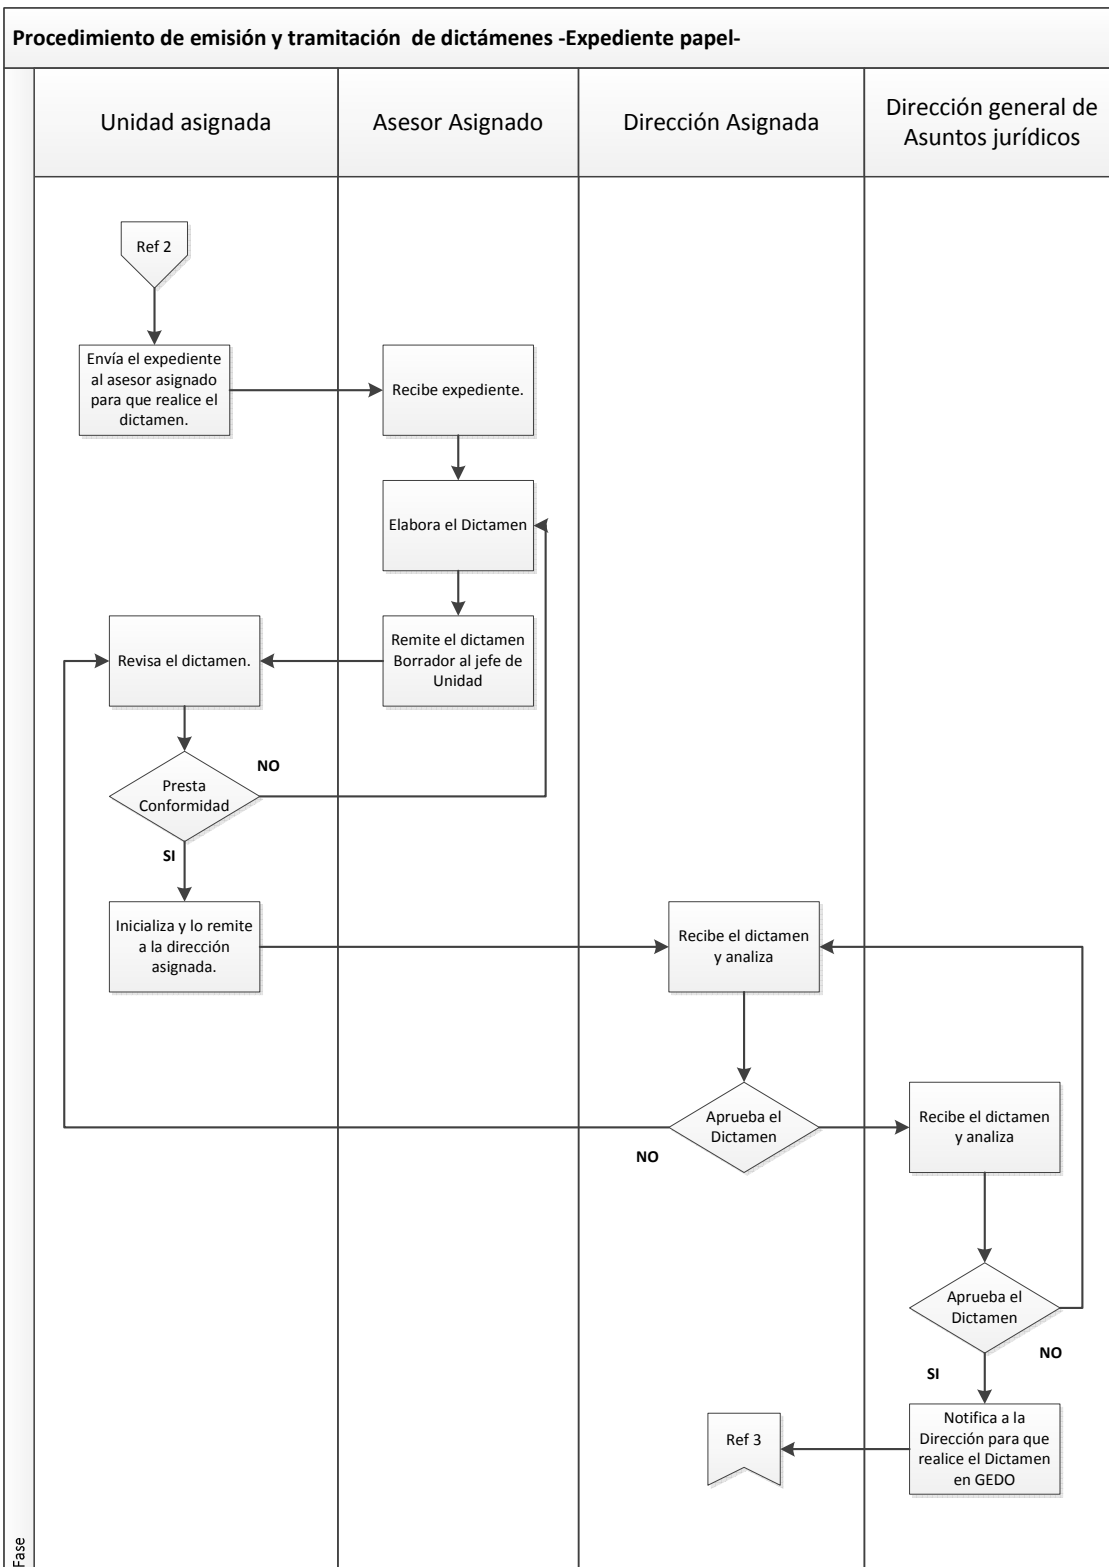 Procedimiento de emisión y tramitación de dictámenes -Expediente papel-
Unidad asignada
Asesor Asignado
Dirección Asignada
Dirección general de
Asuntos jurídicos
Ref 2
Envía el expediente
al asesor asignado
para que realice el
dictamen.
Recibe expediente.
Elabora el Dictamen
Remite el dictamen
Borrador al jefe de
Unidad
Revisa el dictamen.
Presta
Conformidad
NO
SI
Inicializa y lo remite
a la dirección
asignada.
Recibe el dictamen
y analiza
Aprueba el
Dictamen
NO
Recibe el dictamen
y analiza
Aprueba el
Dictamen
NO
SI
Notifica a la
Dirección para que
realice el Dictamen
en GEDO
Ref 3
Fase